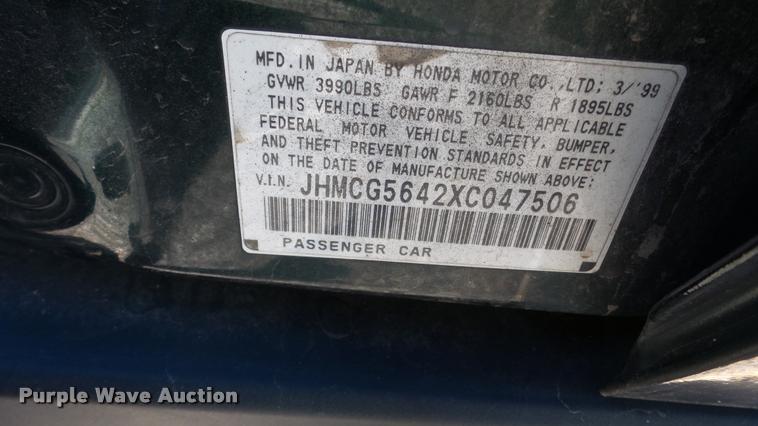 MFD. IN JAPAN BY HONDA MOTOR CO.,LTD: 3/'99
GVWR 3990LBS GAWR F 2160LBS R 1895LBS
THIS VEHICLE CONFORMS TO ALL APPLICABLE
FEDERAL MOTOR VEHICLE SAFETY, BUMPER,
AND THEFT PREVENTION STANDARDS IN EFFECT
ON THE DATE OF MANUFACTURE SHOWN ABOVE:
V.I.N. JHMCG5642XC047506
PASSENGER CAR
Purple Wave Auction